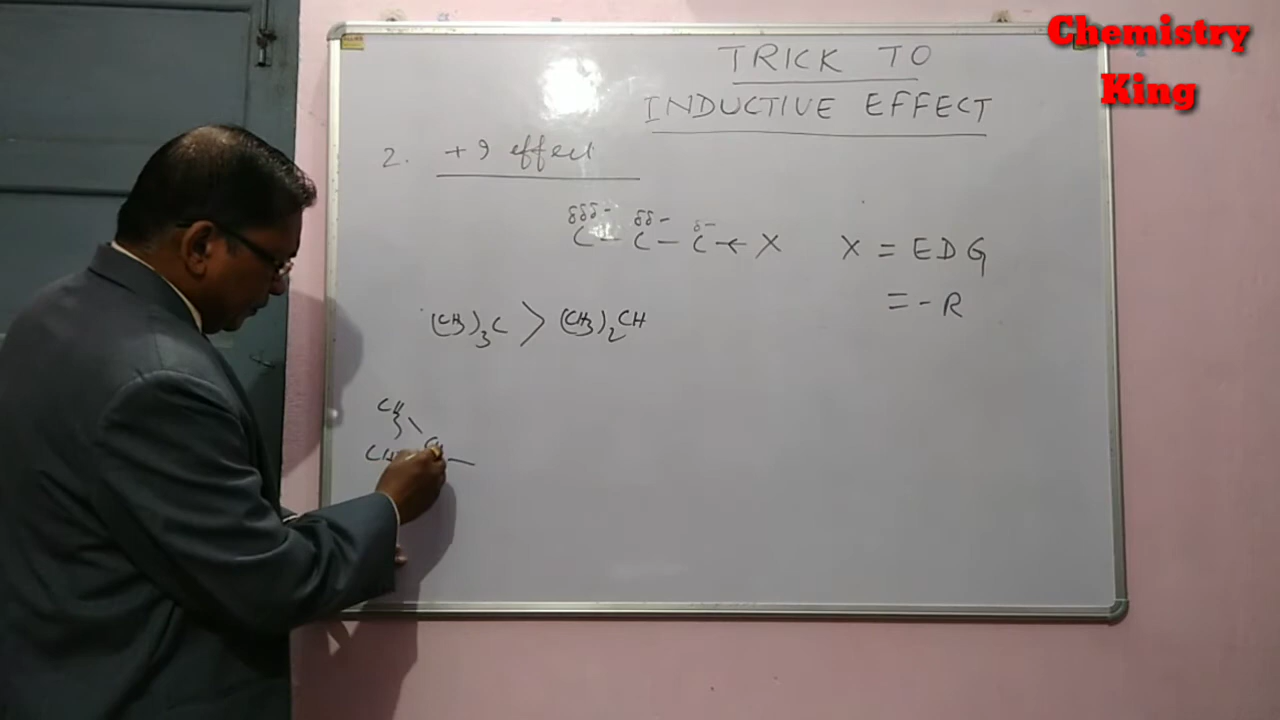 Chemistry
King
TRICK TO
INDUCTIVE EFFECT
2. + I effect
δδδ- δδ- δ-
C - C - C ← X X = EDG
= - R
(CH3)3C > (CH3)2CH
CH3